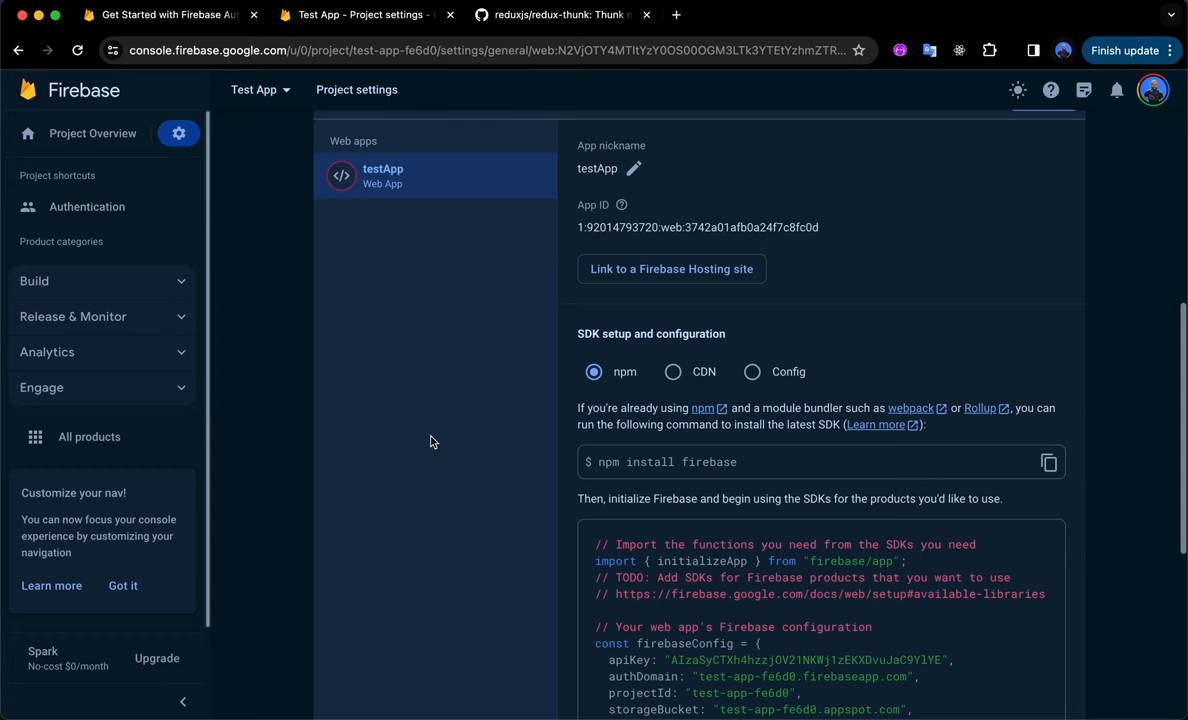 Get Started with Firebase Aut
Test App - Project settings -
reduxjs/redux-thunk: Thunk
console.firebase.google.com/u/0/project/test-app-fe6d0/settings/general/web:N2VjOTY4MTItYzY0OS00OGM3LTk3YTEtYzhmZTR...
Finish update
Firebase
Test App
Project settings
Project Overview
Project shortcuts
Authentication
Product categories
Build
Release & Monitor
Analytics
Engage
All products
Customize your nav!
You can now focus your console
experience by customizing your
navigation
Learn more
Got it
Spark
No-cost $0/month
Upgrade
Web apps
testApp
Web App
App nickname
testApp
App ID
1:92014793720:web:3742a01afb0a24f7c8fc0d
Link to a Firebase Hosting site
SDK setup and configuration
npm
CDN
Config
If you're already using npm and a module bundler such as webpack or Rollup, you can
run the following command to install the latest SDK (Learn more):
$ npm install firebase
Then, initialize Firebase and begin using the SDKs for the products you'd like to use.
// Import the functions you need from the SDKs you need
import { initializeApp } from "firebase/app";
// TODO: Add SDKs for Firebase products that you want to use
// https://firebase.google.com/docs/web/setup#available-libraries
// Your web app's Firebase configuration
const firebaseConfig = {
apiKey: "AIzaSyCTXh4hzzjOV21NKWj1zEKXDvuJaC9YlYE",
authDomain: "test-app-fe6d0.firebaseapp.com",
projectId: "test-app-fe6d0",
storageBucket: "test-app-fe6d0.appspot.com",